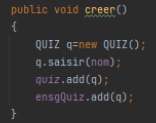 public void creer()
{
QUIZ q=new QUIZ();
q.saisir(nom);
quiz.add(q);
ensgQuiz.add(q);
}